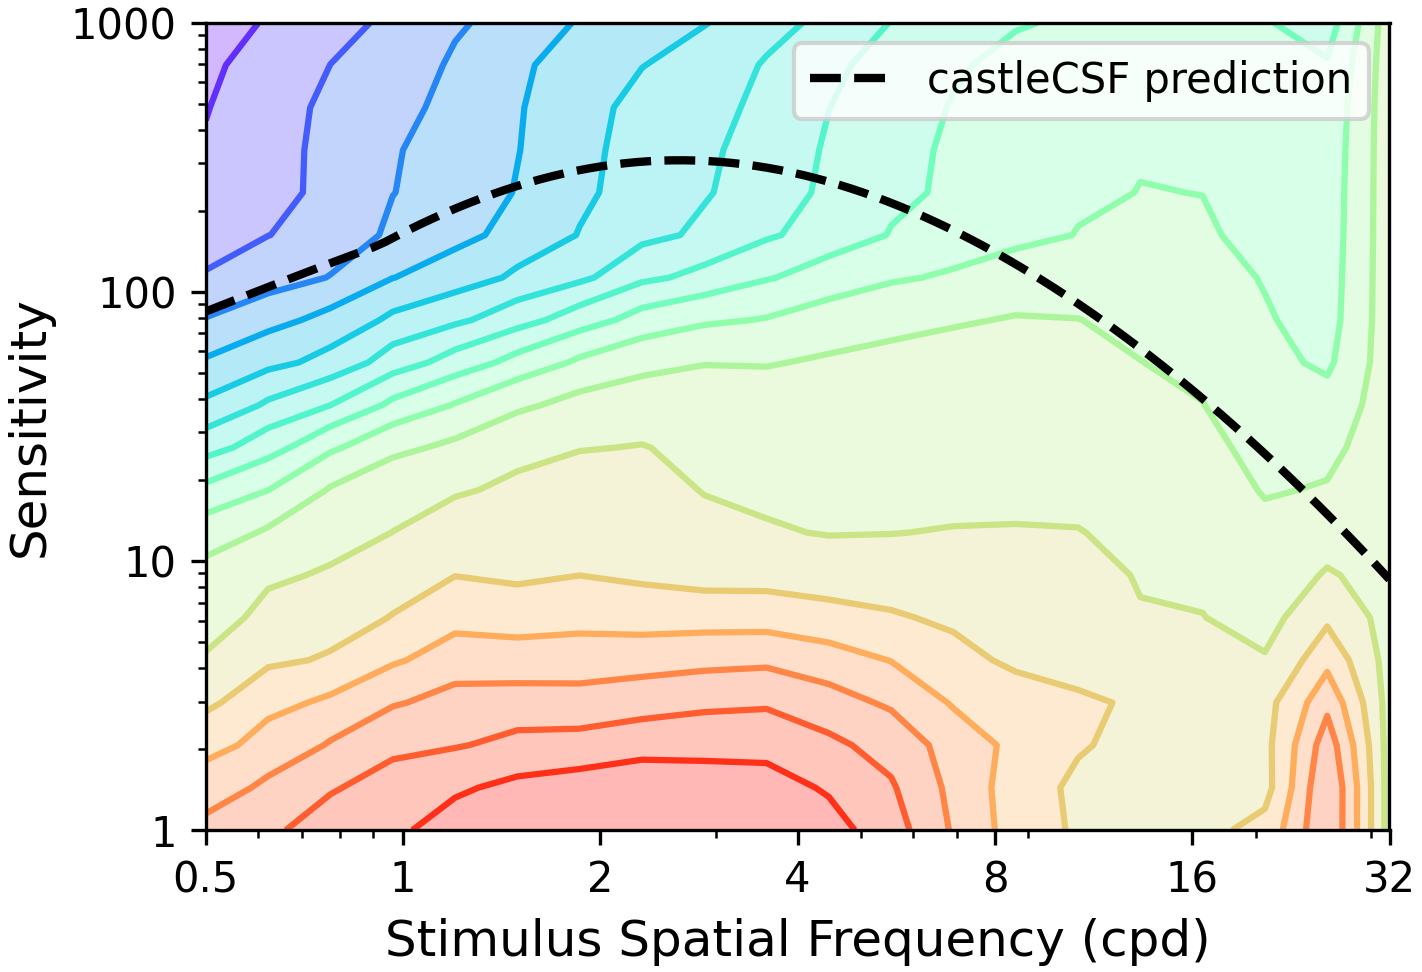 1000
100
10
1
Sensitivity
castleCSF prediction
0.5 1 2 4 8 16 32
Stimulus Spatial Frequency (cpd)